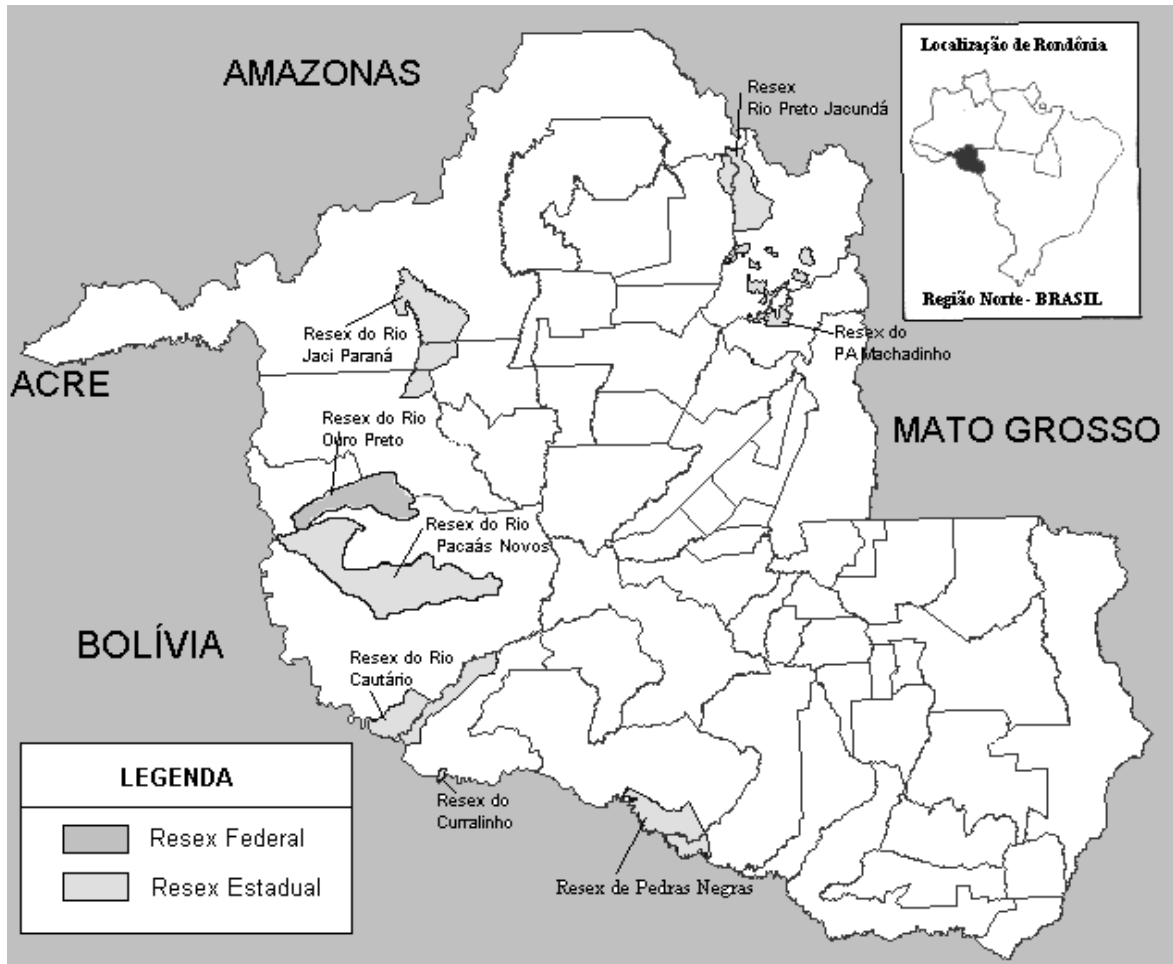 AMAZONAS
Resex
Rio Preto Jacundá
Localização de Rondônia
Região Norte - BRASIL
Resex do Rio
Jaci Paraná
Resex do
PA Machadinho
ACRE
MATO GROSSO
Resex do Rio
Ouro Preto
Resex do Rio
Pacaás Novos
BOLÍVIA
Resex do Rio
Cautário
Resex do
Curralinho
Resex de Pedras Negras
LEGENDA
Resex Federal
Resex Estadual